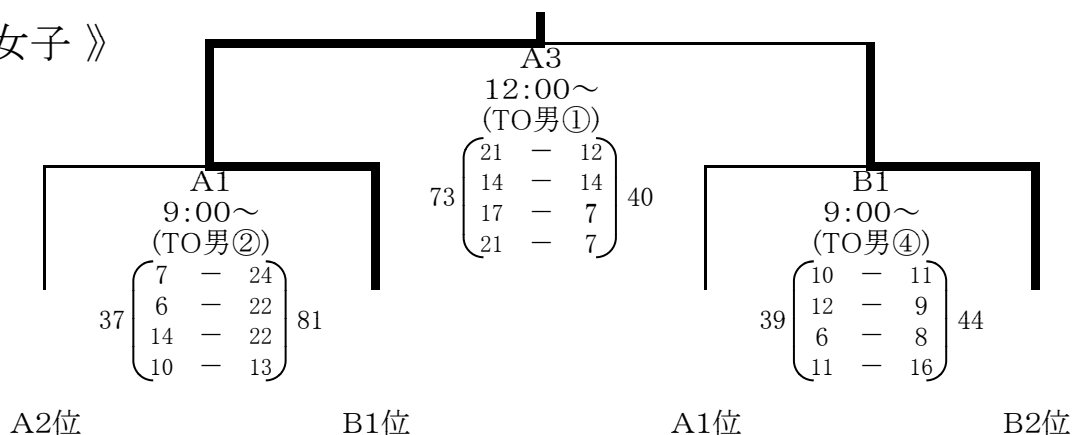 女子 》
A3
12:00～
(TO男①)
73
21 － 12
14 － 14
17 － 7
21 － 7
40
A1
9:00～
(TO男②)
37
7 － 24
6 － 22
14 － 22
10 － 13
81
B1
9:00～
(TO男④)
39
10 － 11
12 － 9
6 － 8
11 － 16
44
A2位 B1位 A1位 B2位